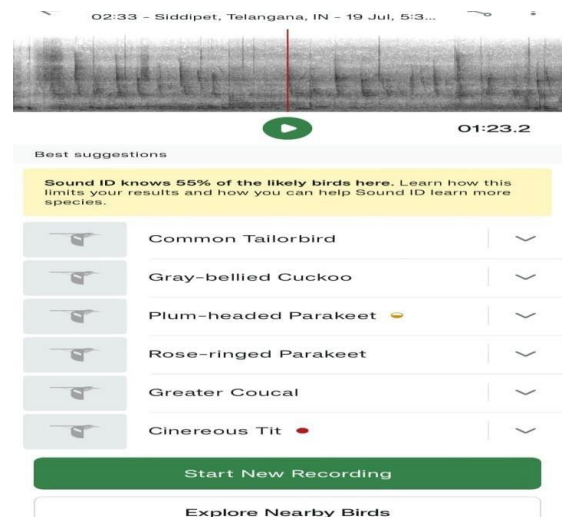 02:33 - Siddipet, Telangana, IN - 19 Jul, 5:3...
01:23.2
Best suggestions
Sound ID knows 55% of the likely birds here. Learn how this
limits your results and how you can help Sound ID learn more
species.
Common Tailorbird
Gray-bellied Cuckoo
Plum-headed Parakeet
Rose-ringed Parakeet
Greater Coucal
Cinereous Tit
Start New Recording
Explore Nearby Birds